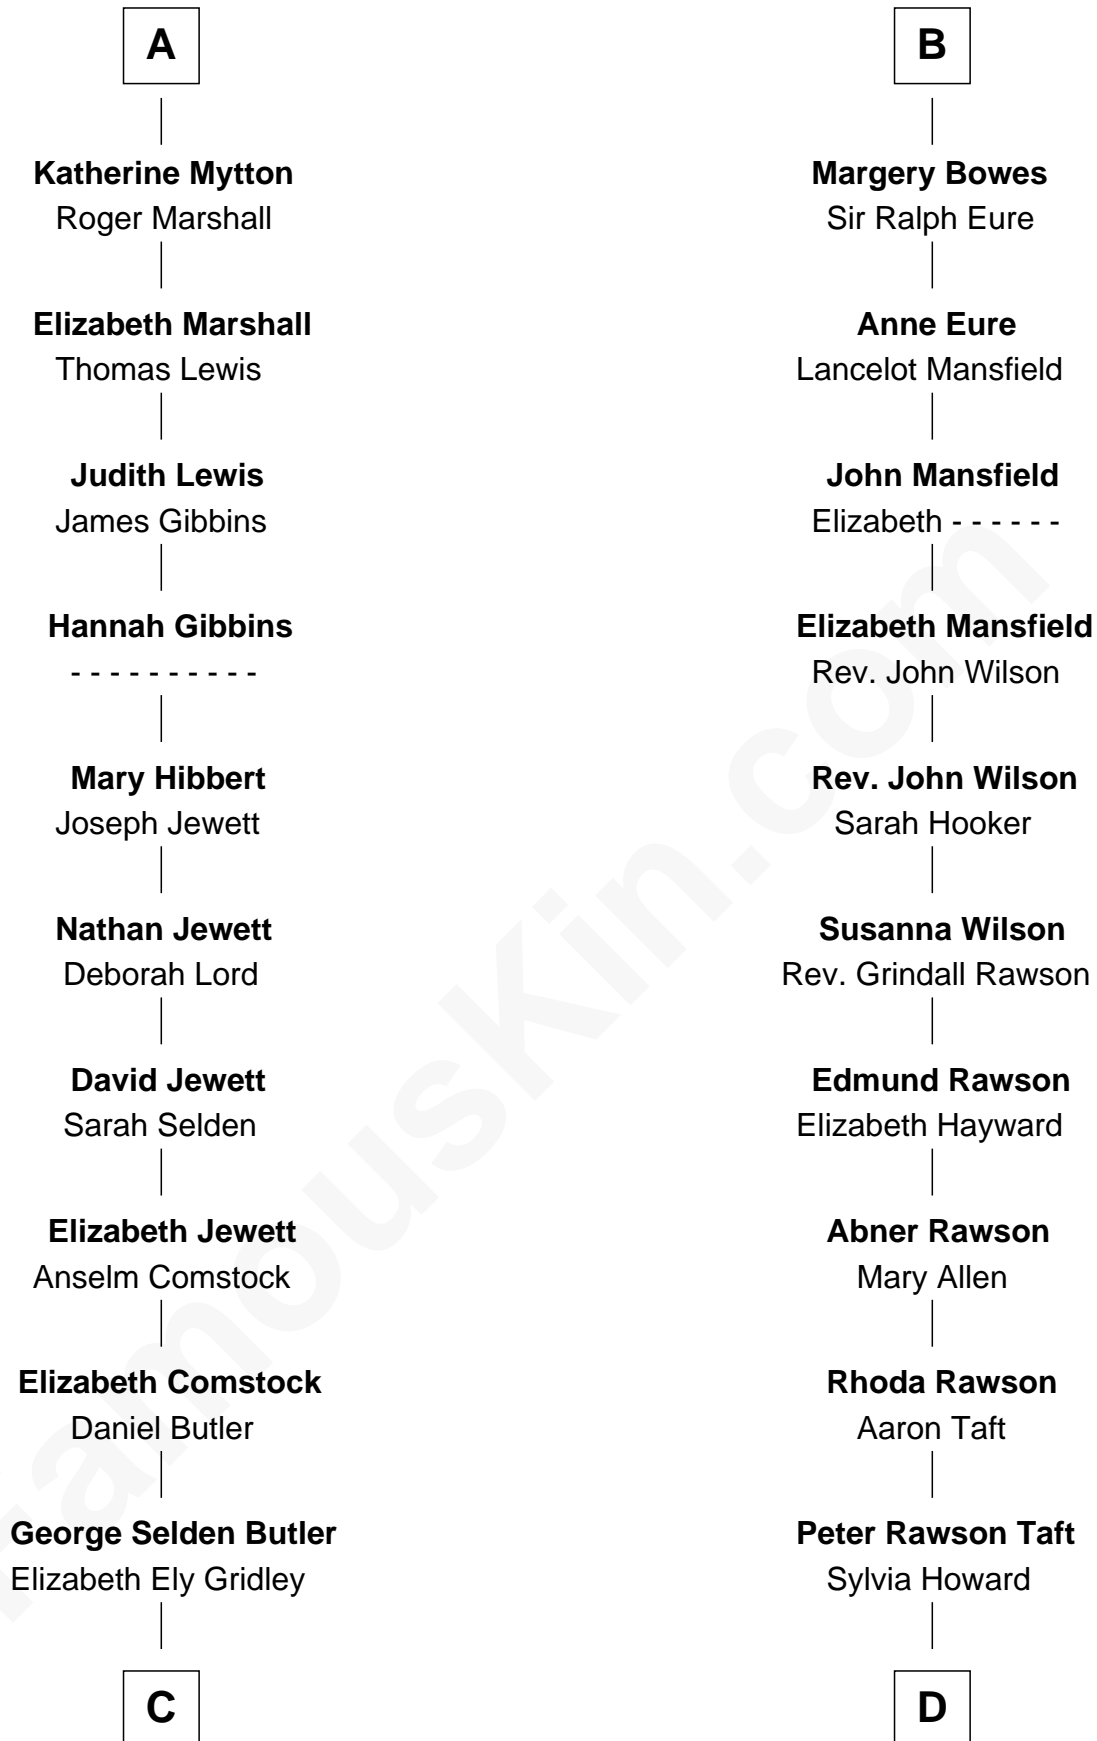 A
Katherine Mytton
Roger Marshall
Elizabeth Marshall
Thomas Lewis
Judith Lewis
James Gibbins
Hannah Gibbins
- - - - - - - - - -
Mary Hibbert
Joseph Jewett
Nathan Jewett
Deborah Lord
David Jewett
Sarah Selden
Elizabeth Jewett
Anselm Comstock
Elizabeth Comstock
Daniel Butler
George Selden Butler
Elizabeth Ely Gridley
C
B
Margery Bowes
Sir Ralph Eure
Anne Eure
Lancelot Mansfield
John Mansfield
Elizabeth - - - - - -
Elizabeth Mansfield
Rev. John Wilson
Rev. John Wilson
Sarah Hooker
Susanna Wilson
Rev. Grindall Rawson
Edmund Rawson
Elizabeth Hayward
Abner Rawson
Mary Allen
Rhoda Rawson
Aaron Taft
Peter Rawson Taft
Sylvia Howard
D
FamousKin.com